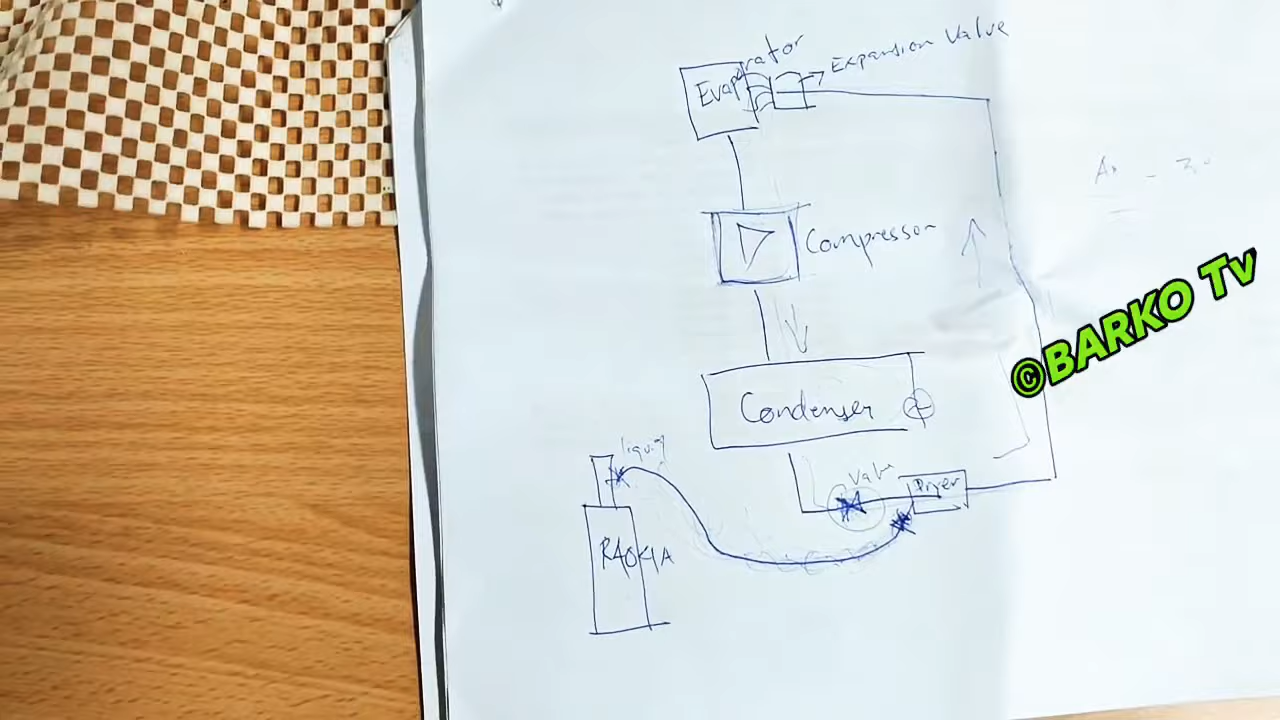 Expansion Valve
Evaporator
Compressor
Condenser
liquid
Valve
Dryer
R404A
©BARKO Tv